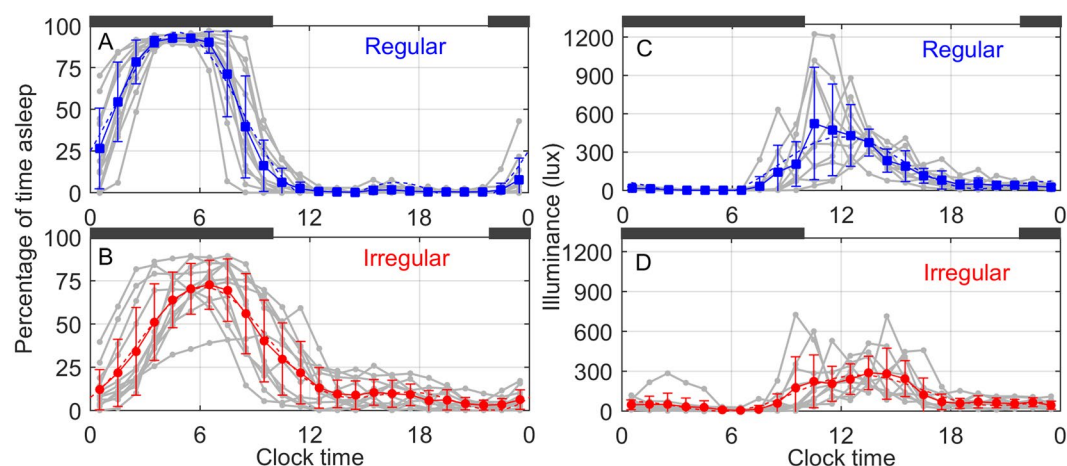 Percentage of time asleep
A
Regular
100
75
50
25
0
0 6 12 18 0
B
Irregular
100
75
50
25
0
0 6 12 18 0
Clock time
Illuminance (lux)
C
Regular
1200
900
600
300
0
0 6 12 18 0
D
Irregular
1200
900
600
300
0
0 6 12 18 0
Clock time